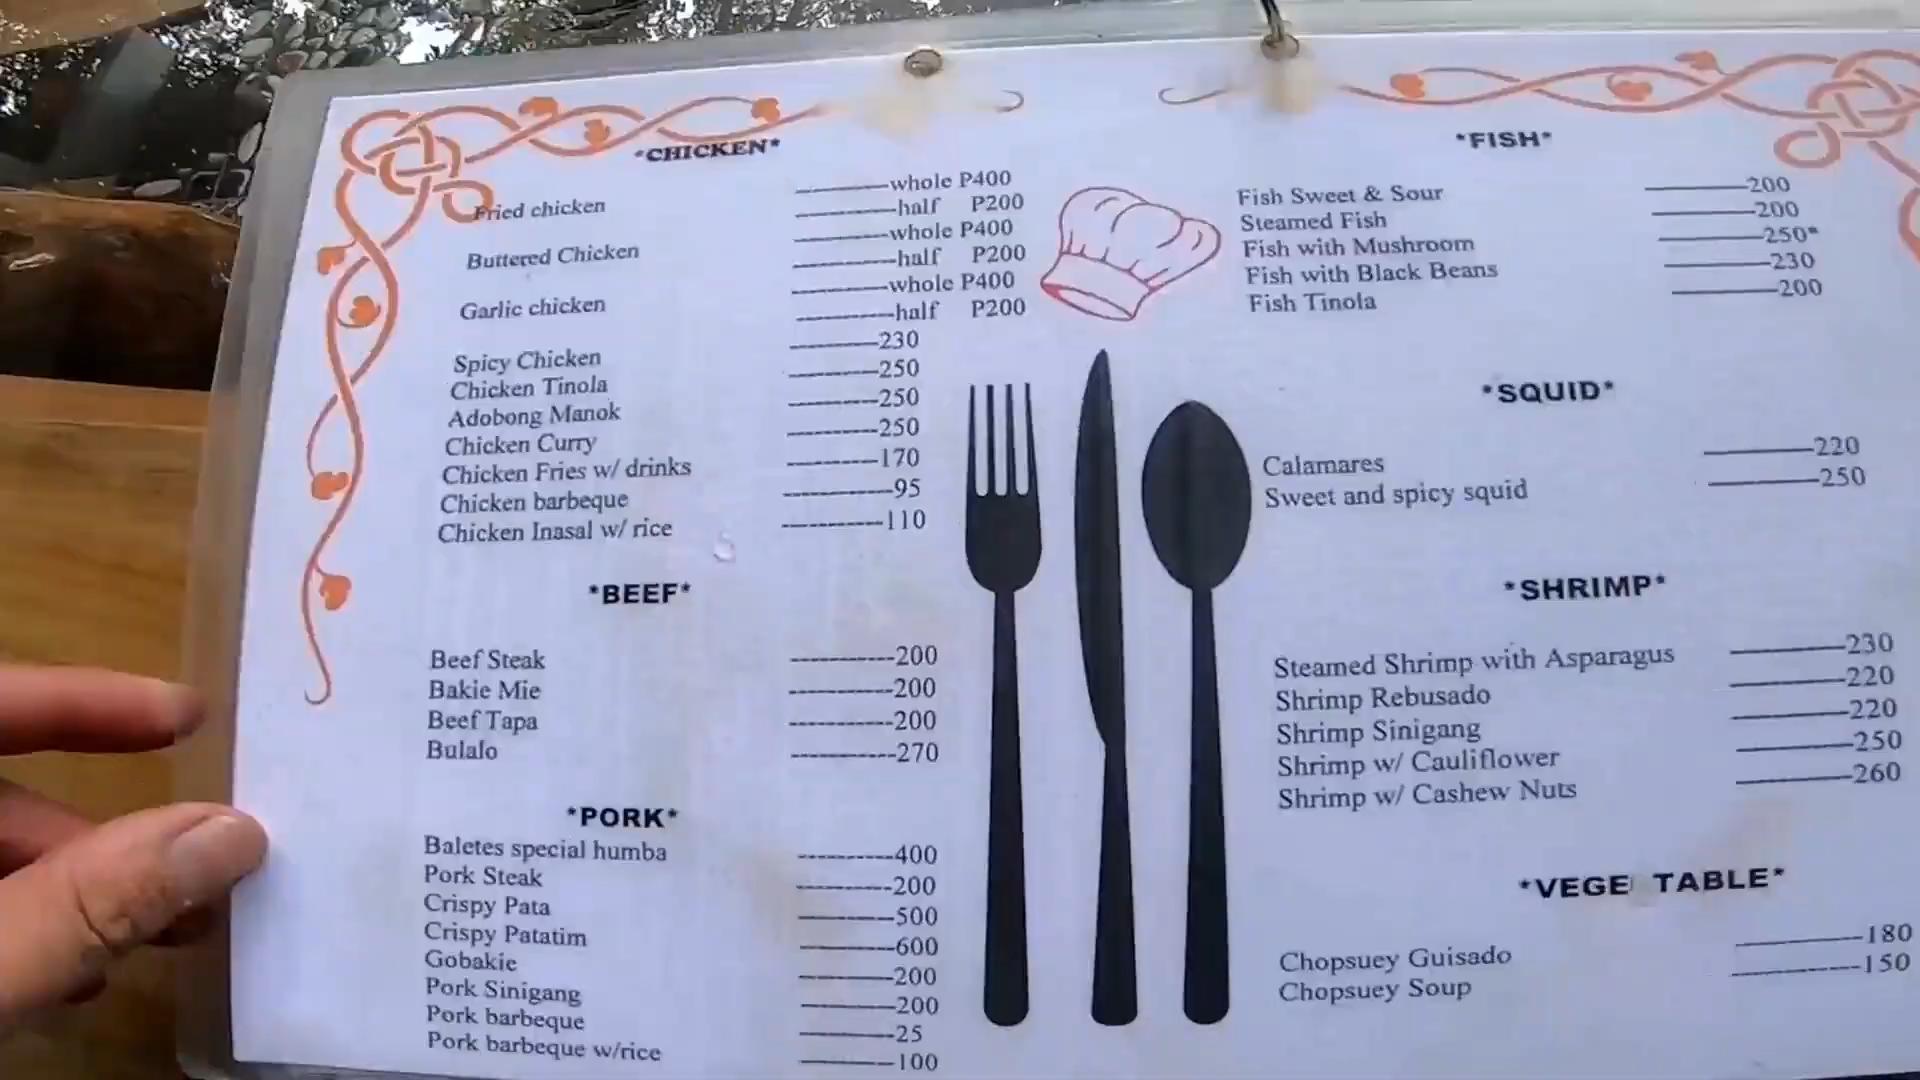 *CHICKEN*
Fried chicken ---------whole P400
---------half P200
Buttered Chicken ---------whole P400
---------half P200
Garlic chicken ---------whole P400
---------half P200
Spicy Chicken ---------230
Chicken Tinola ---------250
Adobong Manok ---------250
Chicken Curry ---------250
Chicken Fries w/ drinks ---------170
Chicken barbeque ---------95
Chicken Inasal w/ rice ---------110
*BEEF*
Beef Steak ---------200
Bakie Mie ---------200
Beef Tapa ---------200
Bulalo ---------270
*PORK*
Baletes special humba ---------400
Pork Steak ---------200
Crispy Pata ---------500
Crispy Patatim ---------600
Gobakie ---------200
Pork Sinigang ---------200
Pork barbeque ---------25
Pork barbeque w/rice ---------100
*FISH*
Fish Sweet & Sour ---------200
Steamed Fish ---------200
Fish with Mushroom ---------250*
Fish with Black Beans ---------230
Fish Tinola ---------200
*SQUID*
Calamares ---------220
Sweet and spicy squid ---------250
*SHRIMP*
Steamed Shrimp with Asparagus ---------230
Shrimp Rebusado ---------220
Shrimp Sinigang ---------220
Shrimp w/ Cauliflower ---------250
Shrimp w/ Cashew Nuts ---------260
*VEGE TABLE*
Chopsuey Guisado ---------180
Chopsuey Soup ---------150